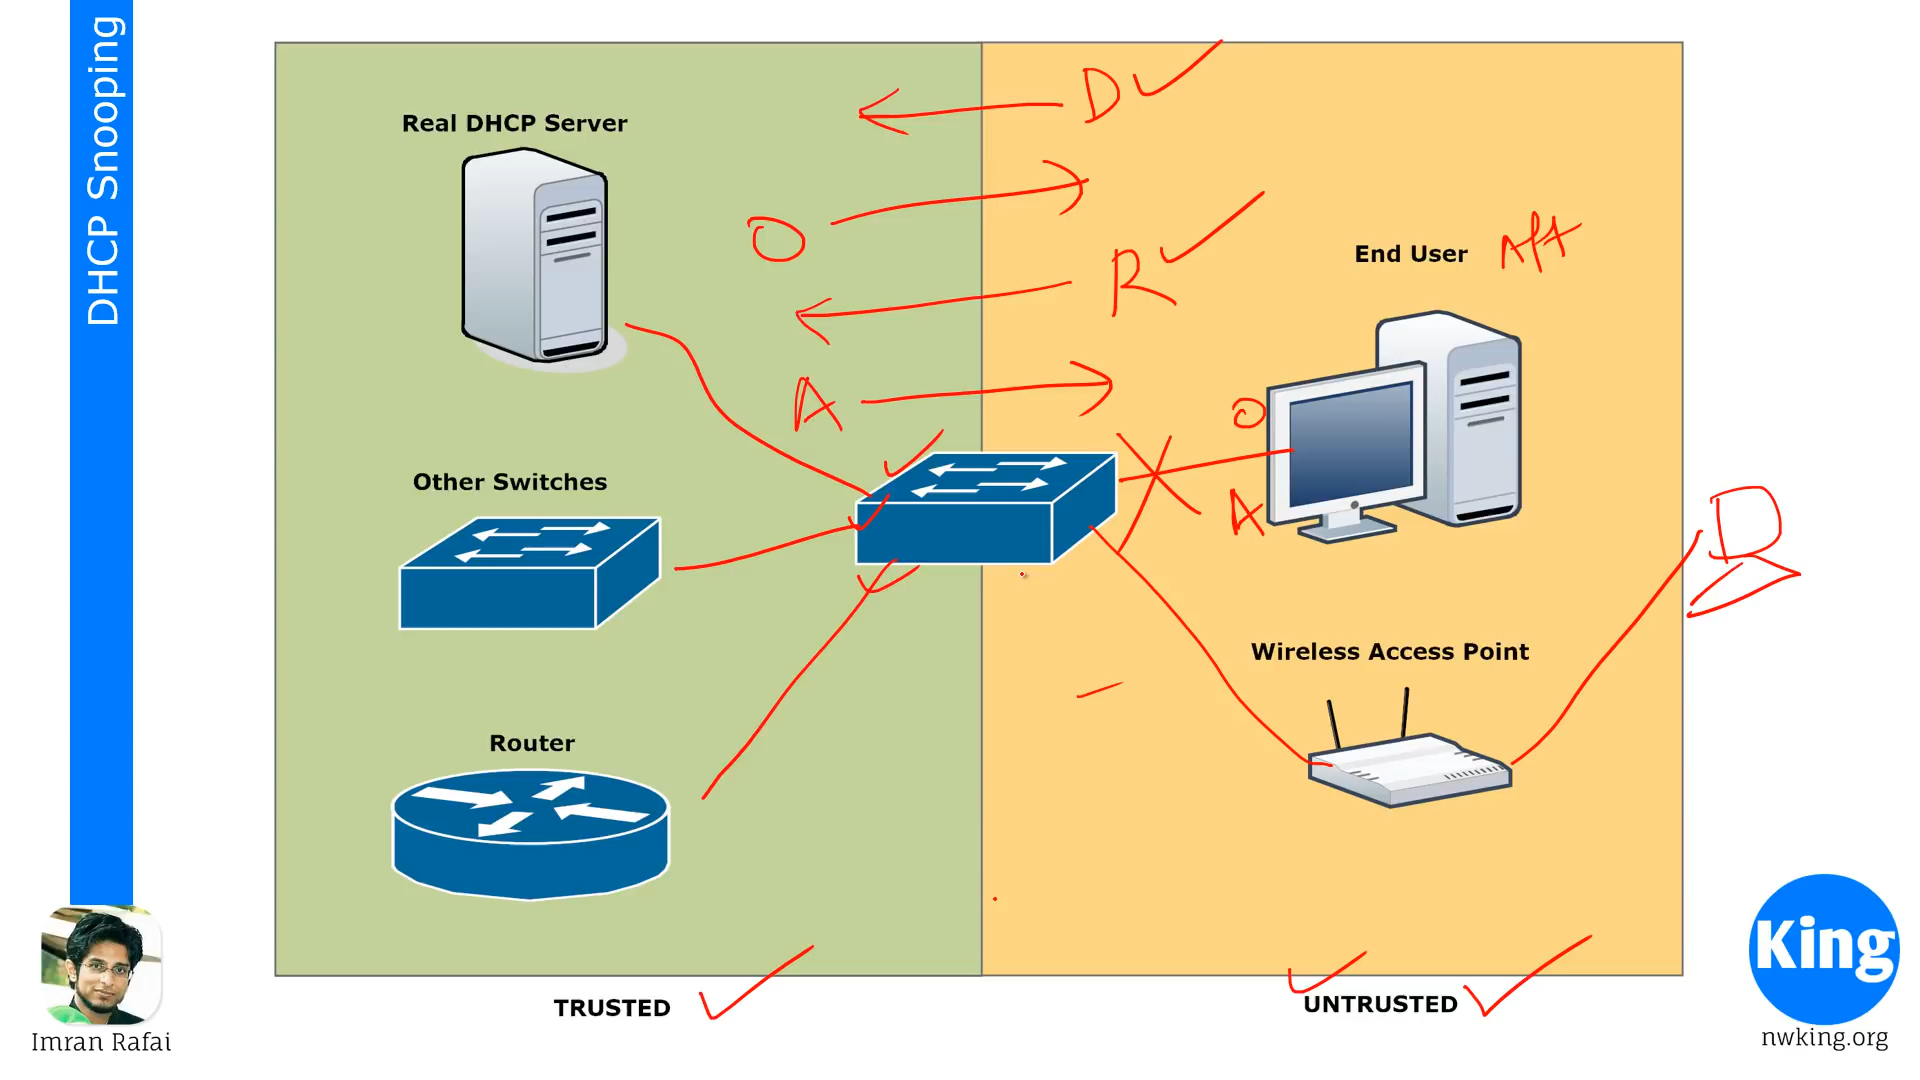 DHCP Snooping
Real DHCP Server
D
O
R
End User
A
O
Other Switches
A
D
Wireless Access Point
Router
King
TRUSTED
UNTRUSTED
Imran Rafai
nwking.org